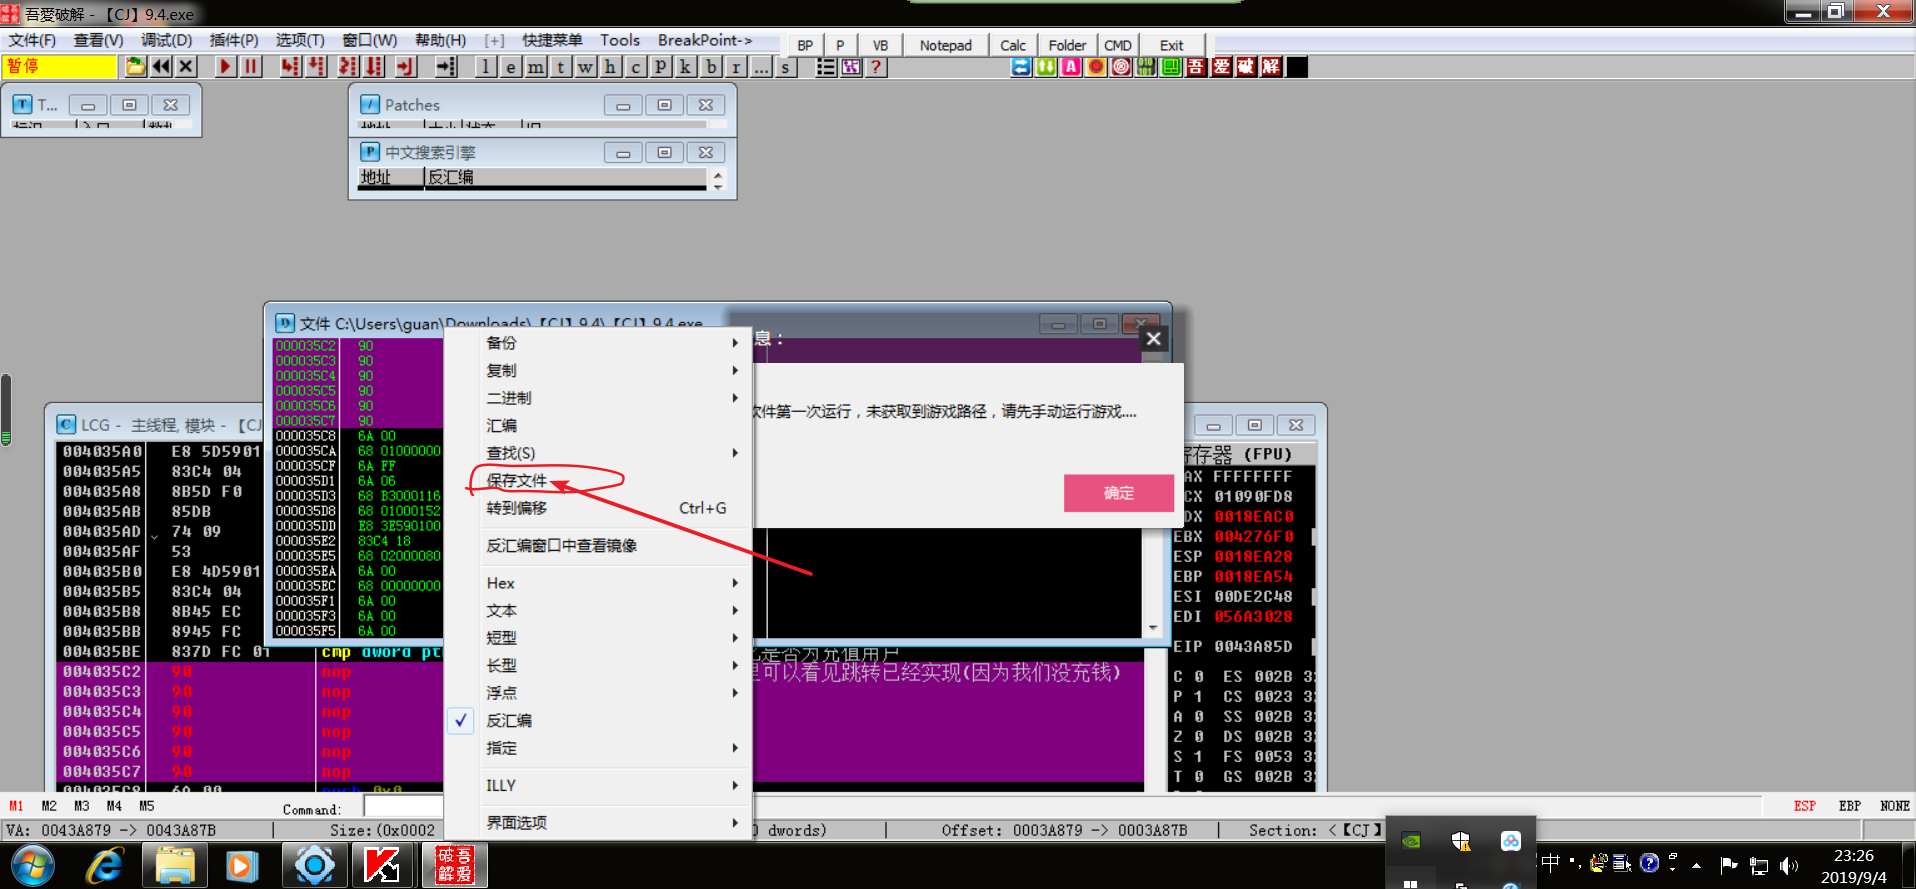 吾愛破解 - 【CJ】9.4.exe
文件(F) 查看(V) 调试(D) 插件(P) 选项(T) 窗口(W) 帮助(H) [+] 快捷菜单 Tools BreakPoint->
BP P VB Notepad Calc Folder CMD Exit
暂停
l e m t w h c P k b r ... s
?
A
吾 爱 破 解
T...
Patches
中文搜索引擎
地址 反汇编
文件 C:\Users\guan\Downloads\【CJ】9.4\【CJ】9.4.exe
000035C2 90
000035C3 90
000035C4 90
000035C5 90
000035C6 90
000035C7 90
000035C8 6A 00
000035CA 68 01000000
000035CF 6A FF
000035D1 6A 06
000035D3 68 B3000116
000035D8 68 01000152
000035DD E8 3E590100
000035E2 83C4 18
000035E5 68 02000080
000035EA 6A 00
000035EC 68 00000000
000035F1 6A 00
000035F3 6A 00
000035F5 6A 00
备份
复制
二进制
汇编
查找(S)
保存文件
转到偏移 Ctrl+G
反汇编窗口中查看镜像
Hex
文本
短型
长型
浮点
反汇编
指定
ILLY
界面选项
息：
件第一次运行，未获取到游戏路径，请先手动运行游戏....
确定
LCG - 主线程, 模块 - 【CJ
004035A0 E8 5D5901
004035A5 83C4 04
004035A8 8B5D F0
004035AB 85DB
004035AD 74 09
004035AF 53
004035B0 E8 4D5901
004035B5 83C4 04
004035B8 8B45 EC
004035BB 8945 FC
004035BE 837D FC 01 cmp dword pt
004035C2 90 nop
004035C3 90 nop
004035C4 90 nop
004035C5 90 nop
004035C6 90 nop
004035C7 90 nop
004035C8 6A 00 push 0x0
是否为充值用户
里可以看见跳转已经实现(因为我们没充钱)
寄存器 (FPU)
AX FFFFFFFF
CX 01090FD8
DX 0018EAC0
EBX 004276F0
ESP 0018EA28
EBP 0018EA54
ESI 00DE2C48
EDI 056A3028
EIP 0043A85D
C 0 ES 002B 3
P 1 CS 0023 3
A 0 SS 002B 3
Z 0 DS 002B 3
S 1 FS 0053 3
T 0 GS 002B 3
M1 M2 M3 M4 M5 Command: ESP EBP NONE
VA: 0043A879 -> 0043A87B Size:(0x0002 dwords) Offset: 0003A879 -> 0003A87B Section: <【CJ】
中
23:26
2019/9/4